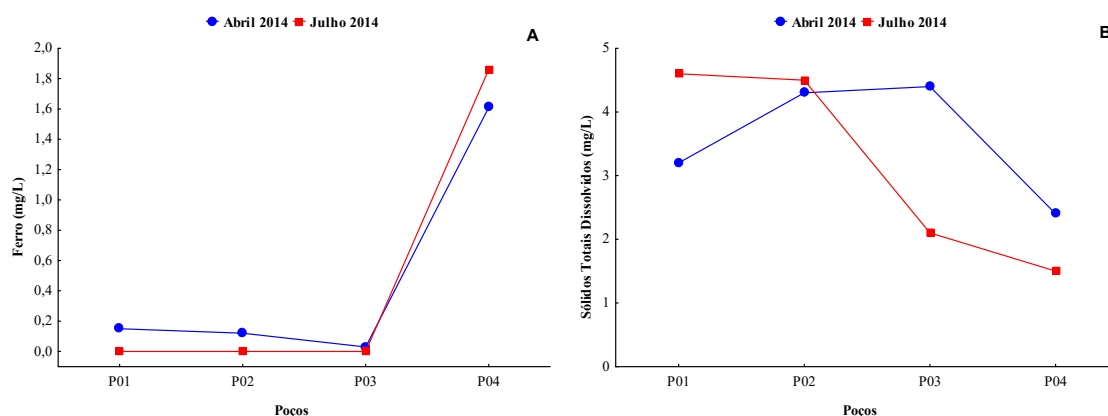 Abril 2014 Julho 2014
A
2,0
1,8
1,6
1,4
1,2
1,0
0,8
0,6
0,4
0,2
0,0
Ferro (mg/L)
P01 P02 P03 P04
Poços
Abril 2014 Julho 2014
B
5
4
3
2
1
0
Sólidos Totais Dissolvidos (mg/L)
P01 P02 P03 P04
Poços